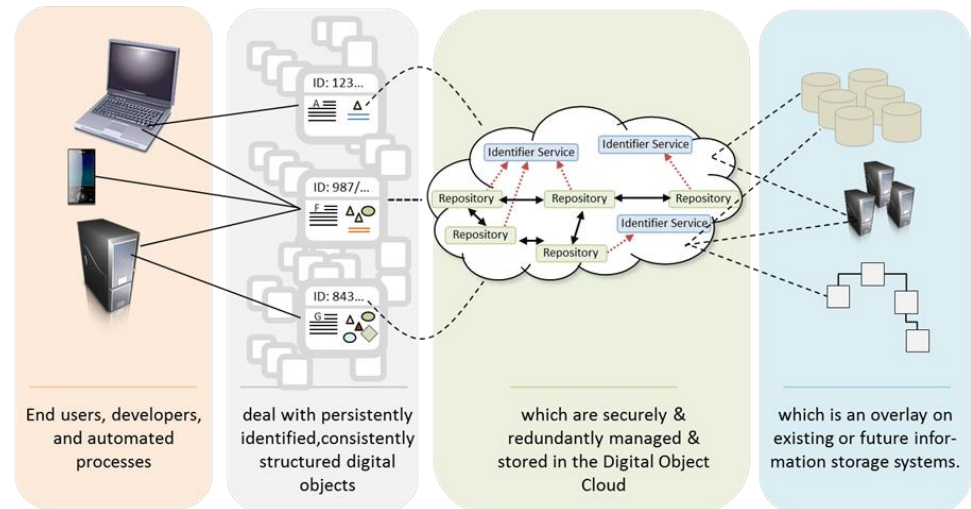 ID: 123...
A
ID: 987/...
F
ID: 843...
G
Identifier Service
Identifier Service
Repository
Repository
Repository
Identifier Service
Repository
Repository
End users, developers,
and automated
processes
deal with persistently
identified,consistently
structured digital
objects
which are securely &
redundantly managed &
stored in the Digital Object
Cloud
which is an overlay on
existing or future infor-
mation storage systems.